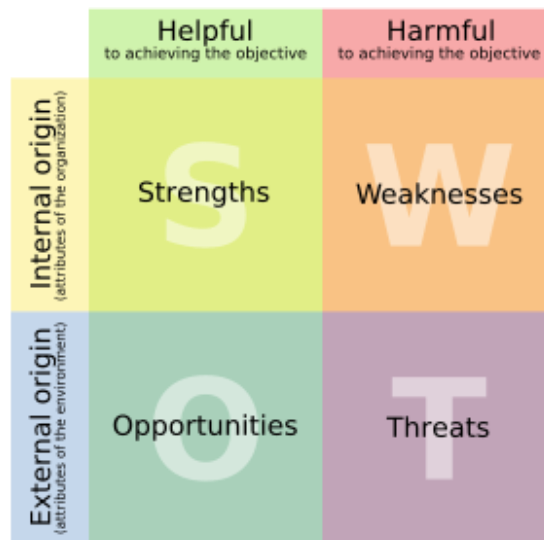 Helpful
to achieving the objective
Harmful
to achieving the objective
Internal origin
(attributes of the organization)
S
Strengths
W
Weaknesses
External origin
(attributes of the environment)
O
Opportunities
T
Threats